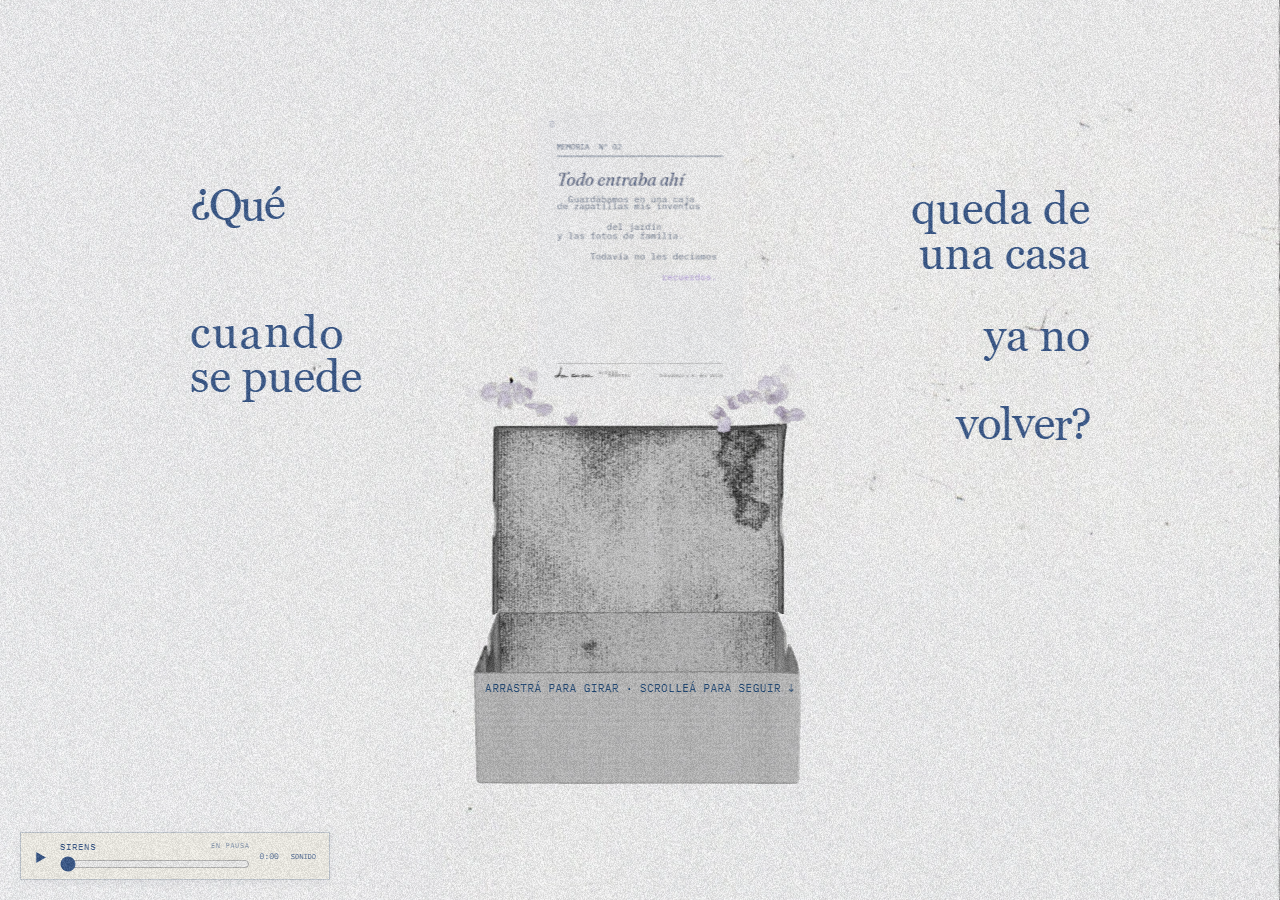 ¿Qué
cuando
se puede
queda de
una casa
ya no
volver?
MEMORIA N° 02
Todo entraba ahí
Guardábamos en una caja
de zapatillas mis inventos
del jardín
y las fotos de familia.
Todavía no les decíamos
recuerdos.
ARRASTRÁ PARA GIRAR · SCROLLEÁ PARA SEGUIR ↓
SIRENS
EN PAUSA
0:00
SONIDO